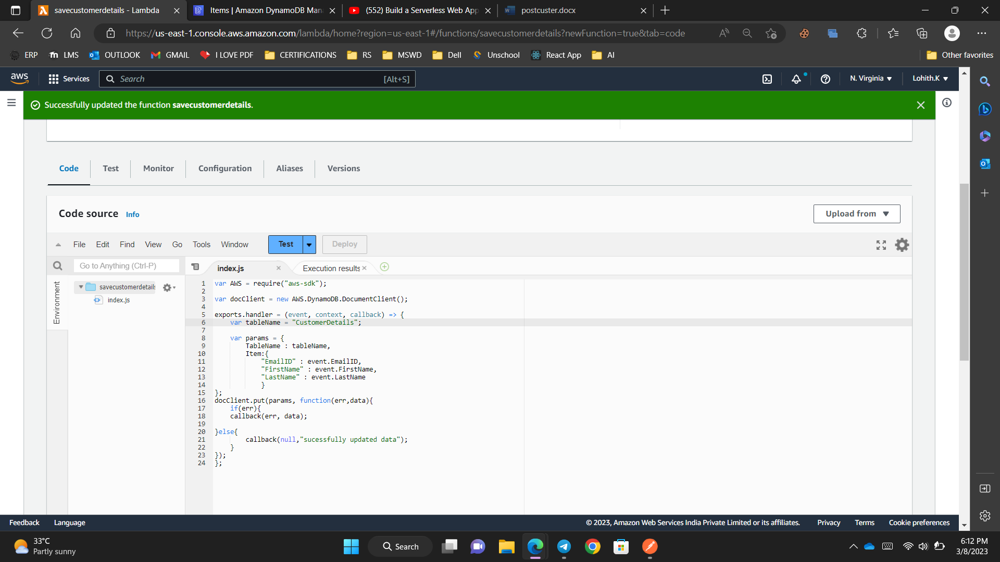 savecustomerdetails - Lambda
Items | Amazon DynamoDB Man
(552) Build a Serverless Web App
postcuster.docx
https://us-east-1.console.aws.amazon.com/lambda/home?region=us-east-1#/functions/savecustomerdetails?newFunction=true&tab=code
ERP LMS OUTLOOK GMAIL I LOVE PDF CERTIFICATIONS RS MSWD Dell Unschool React App AI Other favorites
aws Services Search [Alt+S] N. Virginia Lohith.K
Successfully updated the function savecustomerdetails.
Code Test Monitor Configuration Aliases Versions
Code source Info
Upload from
File Edit Find View Go Tools Window Test Deploy
Go to Anything (Ctrl-P)
index.js
Execution results
Environment
savecustomerdetails
index.js
1 var AWS = require("aws-sdk");
2
3 var docClient = new AWS.DynamoDB.DocumentClient();
4
5 exports.handler = (event, context, callback) => {
6 var tableName = "CustomerDetails";
7
8 var params = {
9 TableName : tableName,
10 Item:{
11 "EmailID" : event.EmailID,
12 "FirstName" : event.FirstName,
13 "LastName" : event.LastName
14 }
15 };
16 docClient.put(params, function(err,data){
17 if(err){
18 callback(err, data);
19
20 }else{
21 callback(null,"sucessfully updated data");
22 }
23 });
24 };
Feedback Language © 2023, Amazon Web Services India Private Limited or its affiliates. Privacy Terms Cookie preferences
33°C
Partly sunny
Search
6:12 PM
3/8/2023